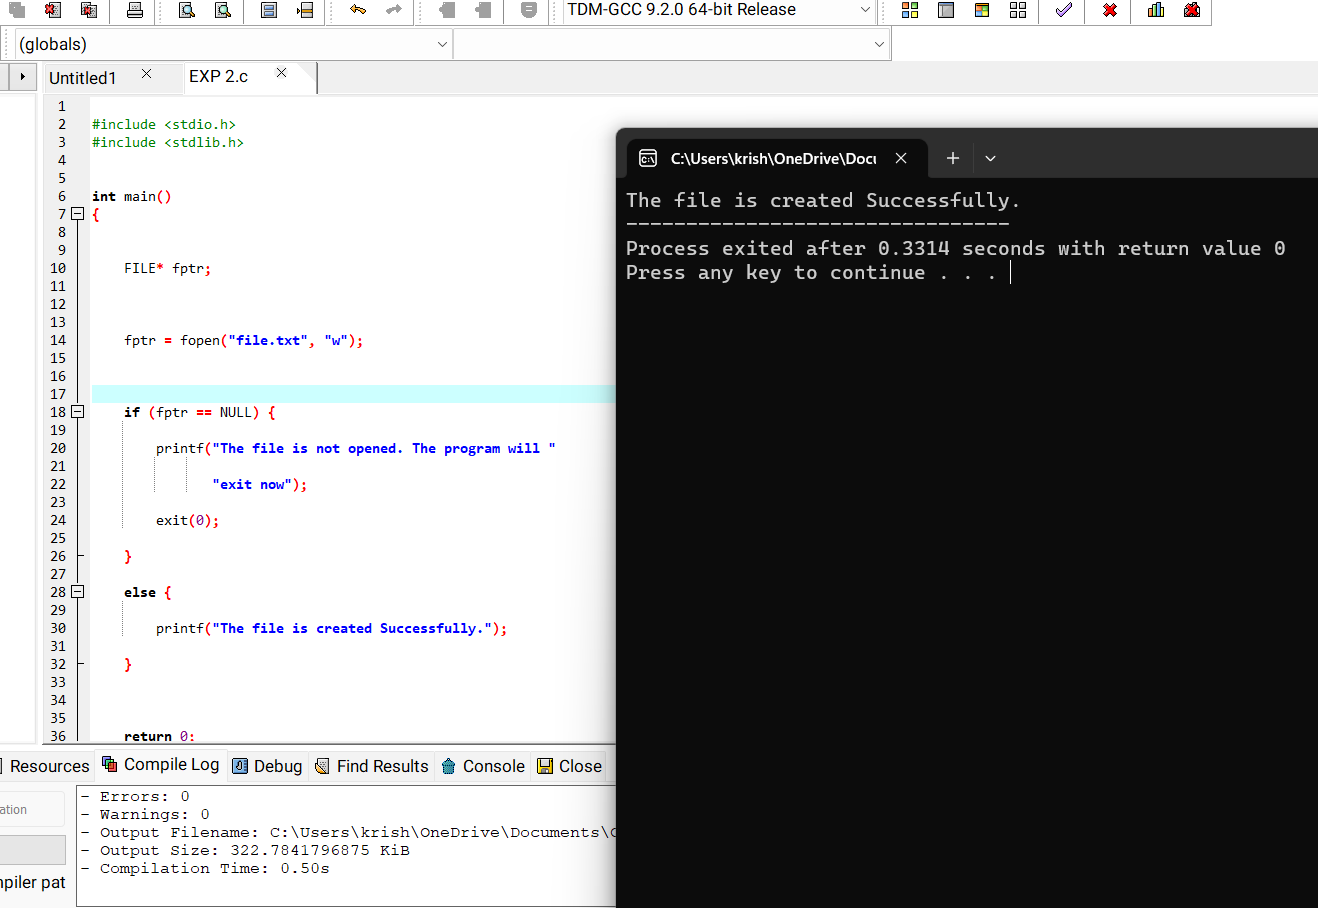 TDM-GCC 9.2.0 64-bit Release
(globals)
Untitled1
EXP 2.c
1
2 #include <stdio.h>
3 #include <stdlib.h>
4
5
6 int main()
7 {
8
9
10 FILE* fptr;
11
12
13
14 fptr = fopen("file.txt", "w");
15
16
17
18 if (fptr == NULL) {
19
20 printf("The file is not opened. The program will "
21
22 "exit now");
23
24 exit(0);
25
26 }
27
28 else {
29
30 printf("The file is created Successfully.");
31
32 }
33
34
35
36 return 0;
C:\Users\krish\OneDrive\Docu
The file is created Successfully.
--------------------------------
Process exited after 0.3314 seconds with return value 0
Press any key to continue . . .
Resources Compile Log Debug Find Results Console Close
ation
mpiler pat
- Errors: 0
- Warnings: 0
- Output Filename: C:\Users\krish\OneDrive\Documents\
- Output Size: 322.7841796875 KiB
- Compilation Time: 0.50s